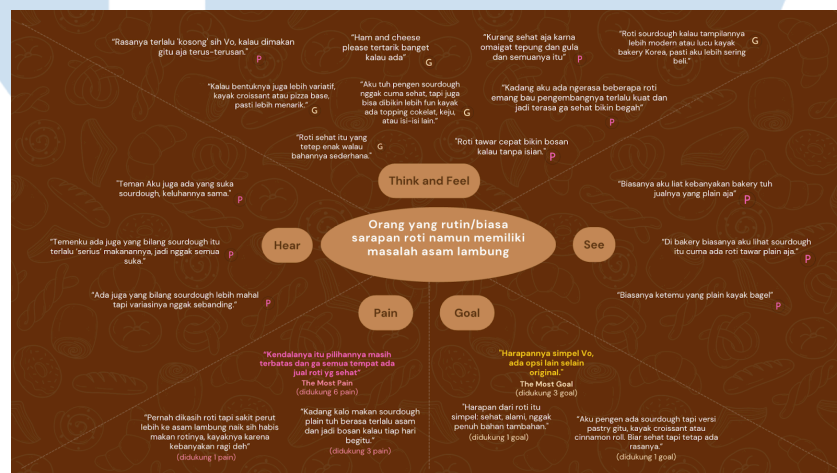 "Rasanya terlalu 'kosong' sih Vo, kalau dimakan
gitu aja terus-terusan."
P
"Ham and cheese
please tertarik banget
kalau ada"
G
"Kurang sehat aja karna
omaigat tepung dan gula
dan semuanya itu"
P
"Roti sourdough kalau tampilannya
lebih modern atau lucu kayak
bakery Korea, pasti aku lebih sering
beli."
G
"Kalau bentuknya juga lebih variatif,
kayak croissant atau pizza base,
pasti lebih menarik."
G
"Aku tuh pengen sourdough
nggak cuma sehat, tapi juga
bisa dibikin lebih fun kayak
ada topping cokelat, keju,
atau isi-isi lain."
G
"Kadang aku ada ngerasa beberapa roti
emang bau pengembangnya terlalu kuat dan
jadi terasa ga sehat bikin begah"
P
"Roti sehat itu yang
tetep enak walau
bahannya sederhana."
G
"Roti tawar cepat bikin bosan
kalau tanpa isian."
P
Think and Feel
"Teman Aku juga ada yang suka
sourdough, keluhannya sama."
P
"Temenku ada juga yang bilang sourdough itu
terlalu 'serius' makanannya, jadi nggak semua
suka."
P
"Ada juga yang bilang sourdough lebih mahal
tapi variasinya nggak sebanding."
P
Hear
Orang yang rutin/biasa
sarapan roti namun memiliki
masalah asam lambung
See
"Biasanya aku liat kebanyakan bakery tuh
jualnya yang plain aja"
P
"Di bakery biasanya aku lihat sourdough
itu cuma ada roti tawar plain aja."
P
"Biasanya ketemu yang plain kayak bagel"
P
Pain
Goal
"Kendalanya itu pilihannya masih
terbatas dan ga semua tempat ada
jual roti yg sehat"
The Most Pain
(didukung 6 pain)
"Pernah dikasih roti tapi sakit perut
lebih ke asam lambung naik sih habis
makan rotinya, kayaknya karena
kebanyakan ragi deh"
(didukung 1 pain)
"Kadang kalo makan sourdough
plain tuh berasa terlalu asam
dan jadi bosan kalau tiap hari
begitu."
(didukung 3 pain)
"Harapannya simpel Vo,
ada opsi lain selain
original."
The Most Goal
(didukung 3 goal)
"Harapan dari roti itu
simpel: sehat, alami, nggak
penuh bahan tambahan."
(didukung 1 goal)
"Aku pengen ada sourdough tapi versi
pastry gitu, kayak croissant atau
cinnamon roll. Biar sehat tapi tetap ada
rasanya."
(didukung 1 goal)